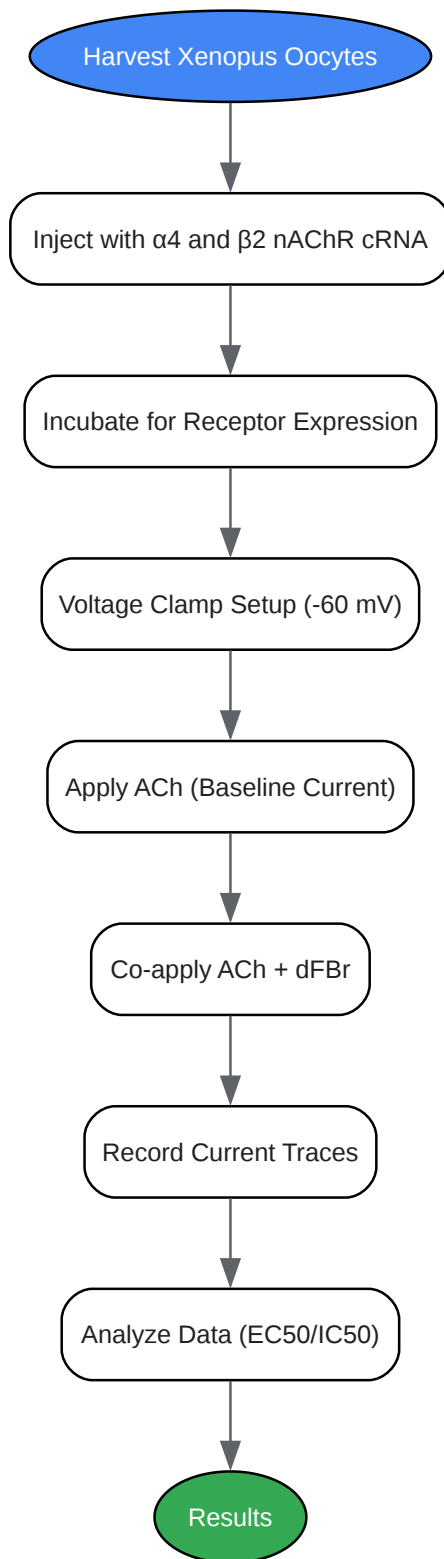 Harvest Xenopus Oocytes
Inject with α4 and β2 nAChR cRNA
Incubate for Receptor Expression
Voltage Clamp Setup (-60 mV)
Apply ACh (Baseline Current)
Co-apply ACh + dFBr
Record Current Traces
Analyze Data (EC50/IC50)
Results